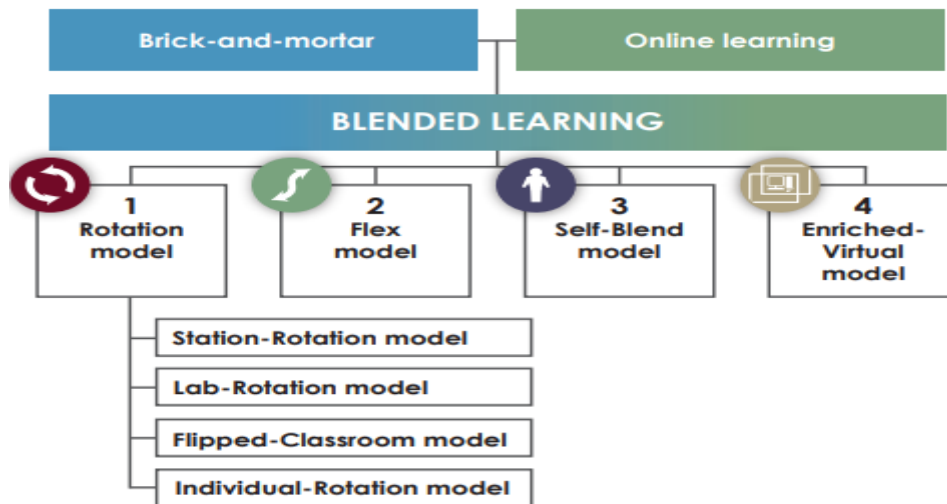 Brick-and-mortar
Online learning
BLENDED LEARNING
1
Rotation
model
2
Flex
model
3
Self-Blend
model
4
Enriched-
Virtual
model
Station-Rotation model
Lab-Rotation model
Flipped-Classroom model
Individual-Rotation model